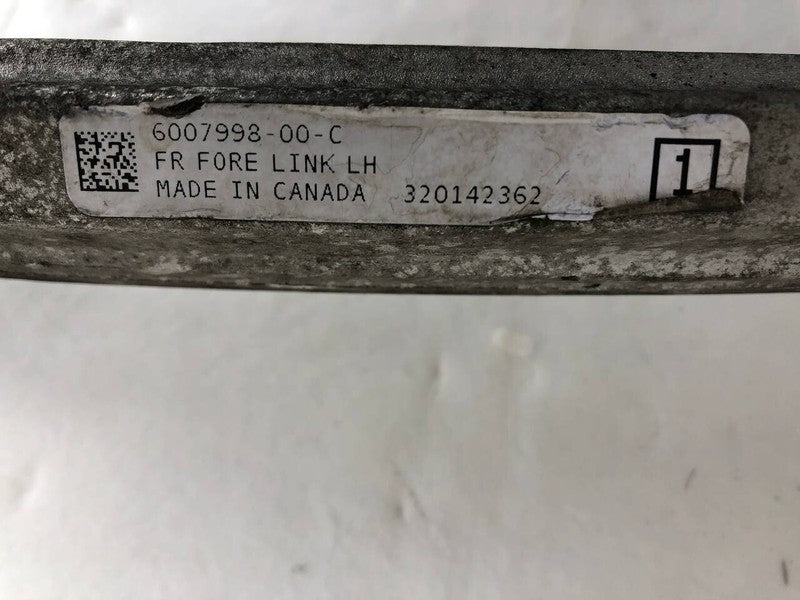 6007998-00-C
FR FORE LINK LH
MADE IN CANADA 320142362
1